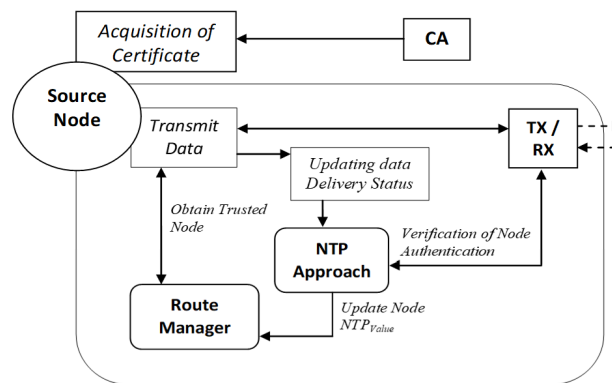 Acquisition of
Certificate
CA
Source
Node
Transmit
Data
TX /
RX
Updating data
Delivery Status
Obtain Trusted
Node
Verification of Node
Authentication
NTP
Approach
Route
Manager
Update Node
NTPValue